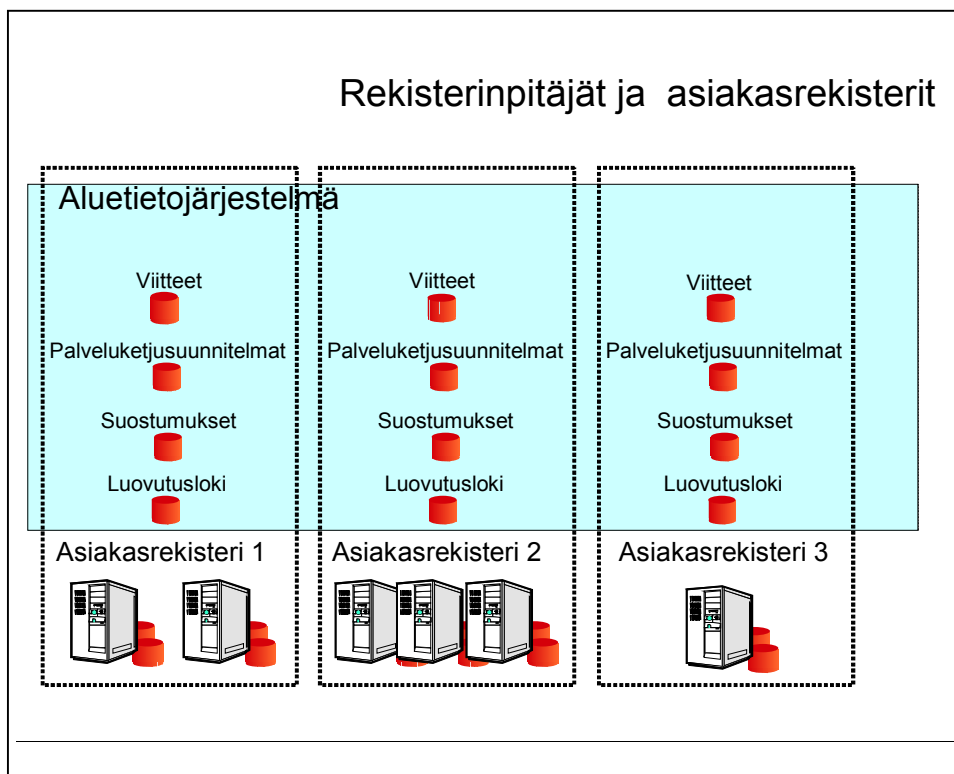 Rekisterinpitäjät ja asiakasrekisterit
Aluetietojärjestelmä
Viitteet
Viitteet
Viitteet
Palveluketjusuunnitelmat
Palveluketjusuunnitelmat
Palveluketjusuunnitelmat
Suostumukset
Suostumukset
Suostumukset
Luovutusloki
Luovutusloki
Luovutusloki
Asiakasrekisteri 1
Asiakasrekisteri 2
Asiakasrekisteri 3